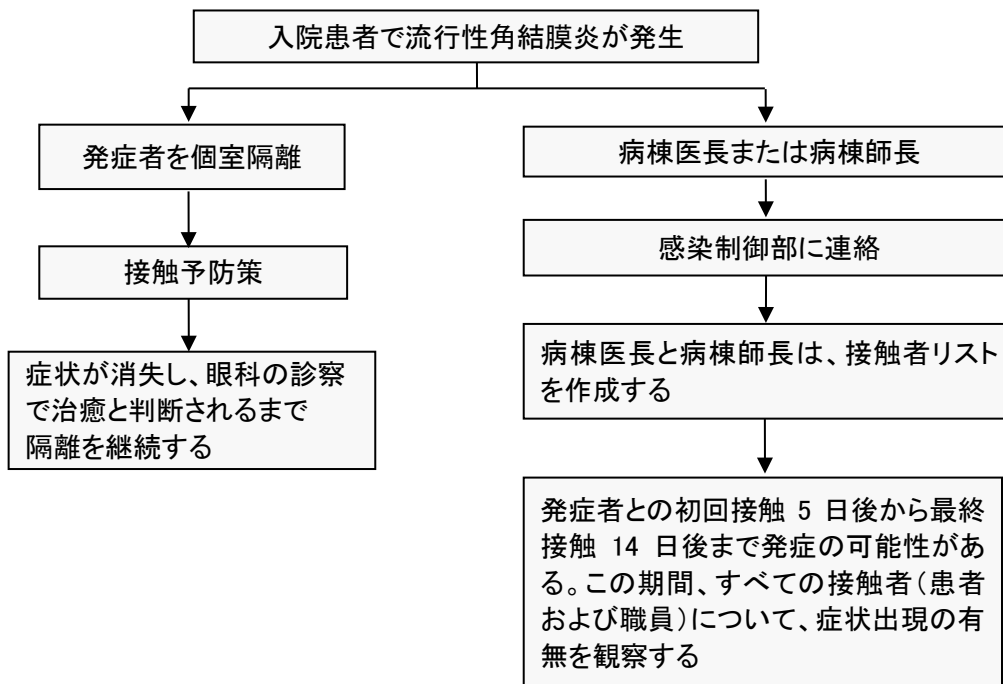 入院患者で流行性角結膜炎が発生
発症者を個室隔離
接触予防策
症状が消失し、眼科の診察
で治癒と判断されるまで
隔離を継続する
病棟医長または病棟師長
感染制御部に連絡
病棟医長と病棟師長は、接触者リスト
を作成する
発症者との初回接触 5 日後から最終
接触 14 日後まで発症の可能性があ
る。この期間、すべての接触者(患者
および職員)について、症状出現の有
無を観察する